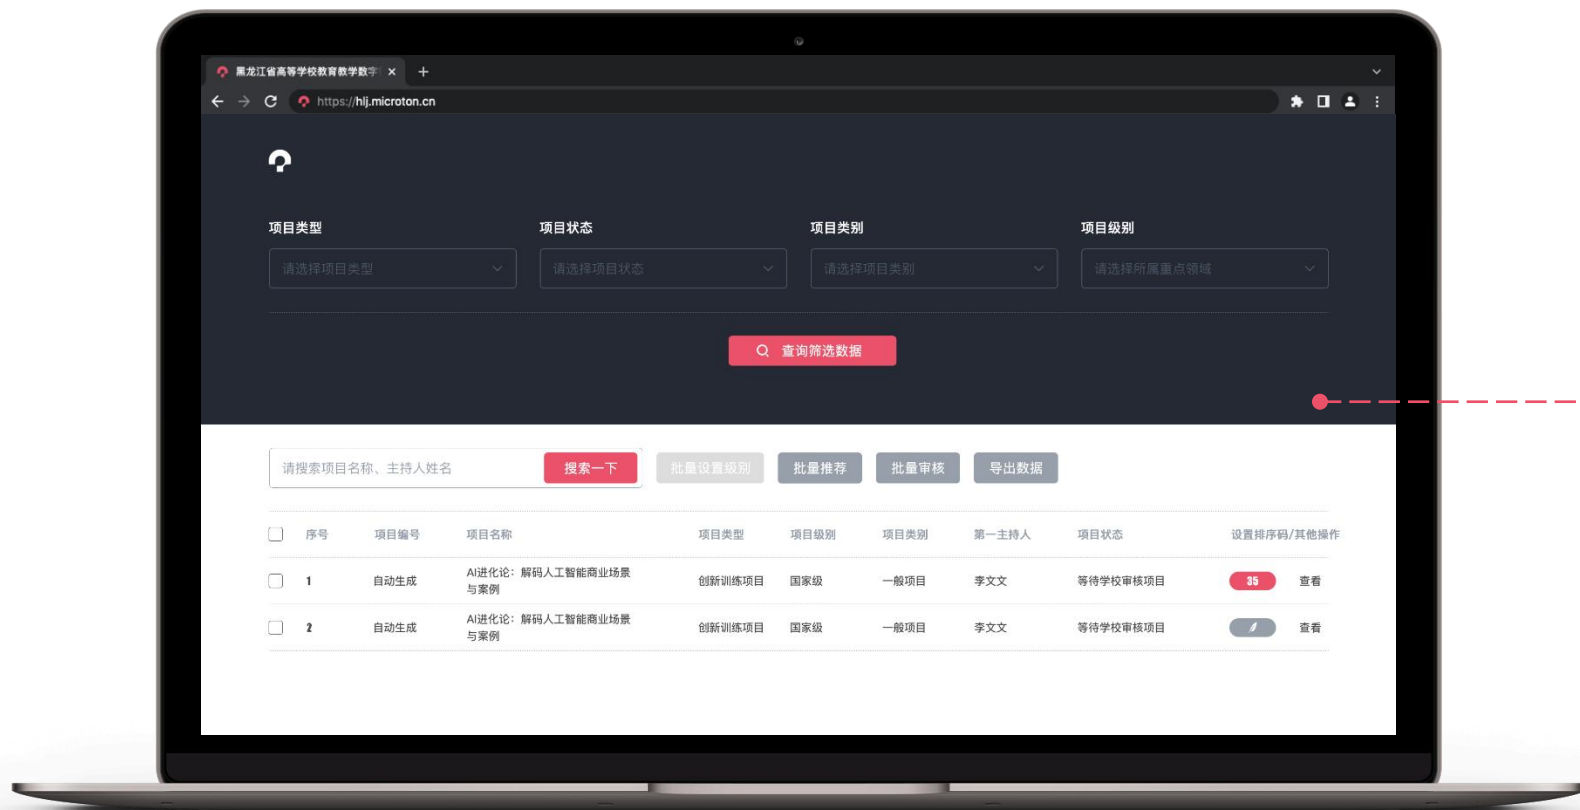 黑龙江省高等学校教育教学数字
https://hlj.microton.cn
项目类型 项目状态 项目类别 项目级别
请选择项目类型 请选择项目状态 请选择项目类别 请选择所属重点领域
查询筛选数据
请搜索项目名称、主持人姓名 搜索一下 批量设置级别 批量推荐 批量审核 导出数据
序号 项目编号 项目名称 项目类型 项目级别 项目类别 第一主持人 项目状态 设置排序码/其他操作
1 自动生成 AI进化论：解码人工智能商业场景 创新训练项目 国家级 一般项目 李文文 等待学校审核项目 35 查看
与案例
2 自动生成 AI进化论：解码人工智能商业场景 创新训练项目 国家级 一般项目 李文文 等待学校审核项目 查看
与案例